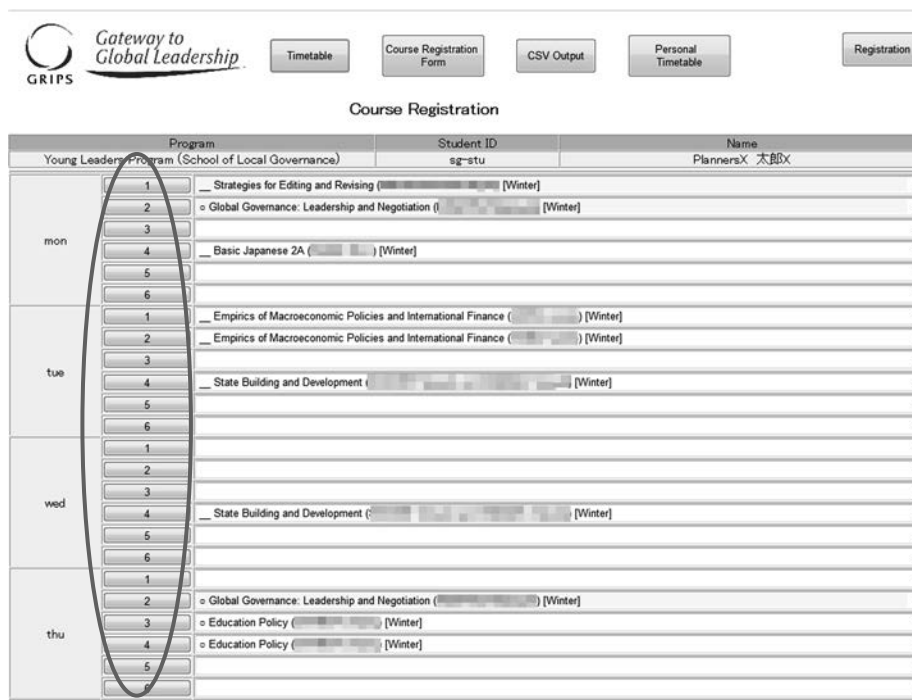 Gateway to
Global Leadership
GRIPS
Timetable
Course Registration
Form
CSV Output
Personal
Timetable
Registration
Course Registration
Program Student ID Name
Young Leaders Program (School of Local Governance) sg-stu PlannersX 太郎X
mon
1 __ Strategies for Editing and Revising ( [Winter]
2 ○ Global Governance: Leadership and Negotiation ( [Winter]
3
4 __ Basic Japanese 2A ( ) [Winter]
5
6
tue
1 __ Empirics of Macroeconomic Policies and International Finance ( ) [Winter]
2 __ Empirics of Macroeconomic Policies and International Finance ( ) [Winter]
3
4 __ State Building and Development ( ) [Winter]
5
6
wed
1
2
3
4 __ State Building and Development ( [Winter]
5
6
thu
1
2 ○ Global Governance: Leadership and Negotiation ( ) [Winter]
3 ○ Education Policy ( [Winter]
4 ○ Education Policy ( [Winter]
5
6